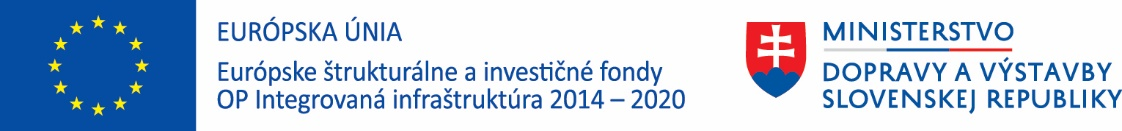 EURÓPSKA ÚNIA
Európske štrukturálne a investičné fondy
OP Integrovaná infraštruktúra 2014 – 2020
MINISTERSTVO
DOPRAVY A VÝSTAVBY
SLOVENSKEJ REPUBLIKY